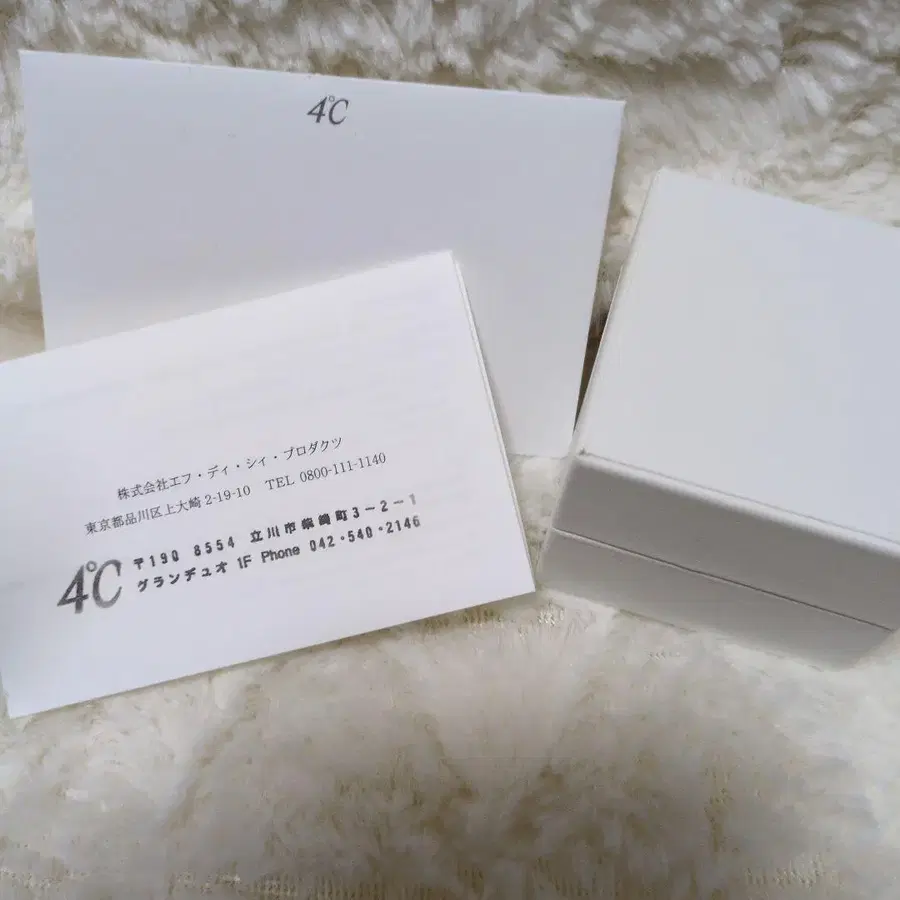 4℃
株式会社エフ・ディ・シィ・プロダクツ
東京都品川区上大崎 2-19-10 TEL 0800-111-1140
4℃ 〒190 8554 立川市柴崎町3-2-1
グランデュオ 1F Phone 042・540・2146